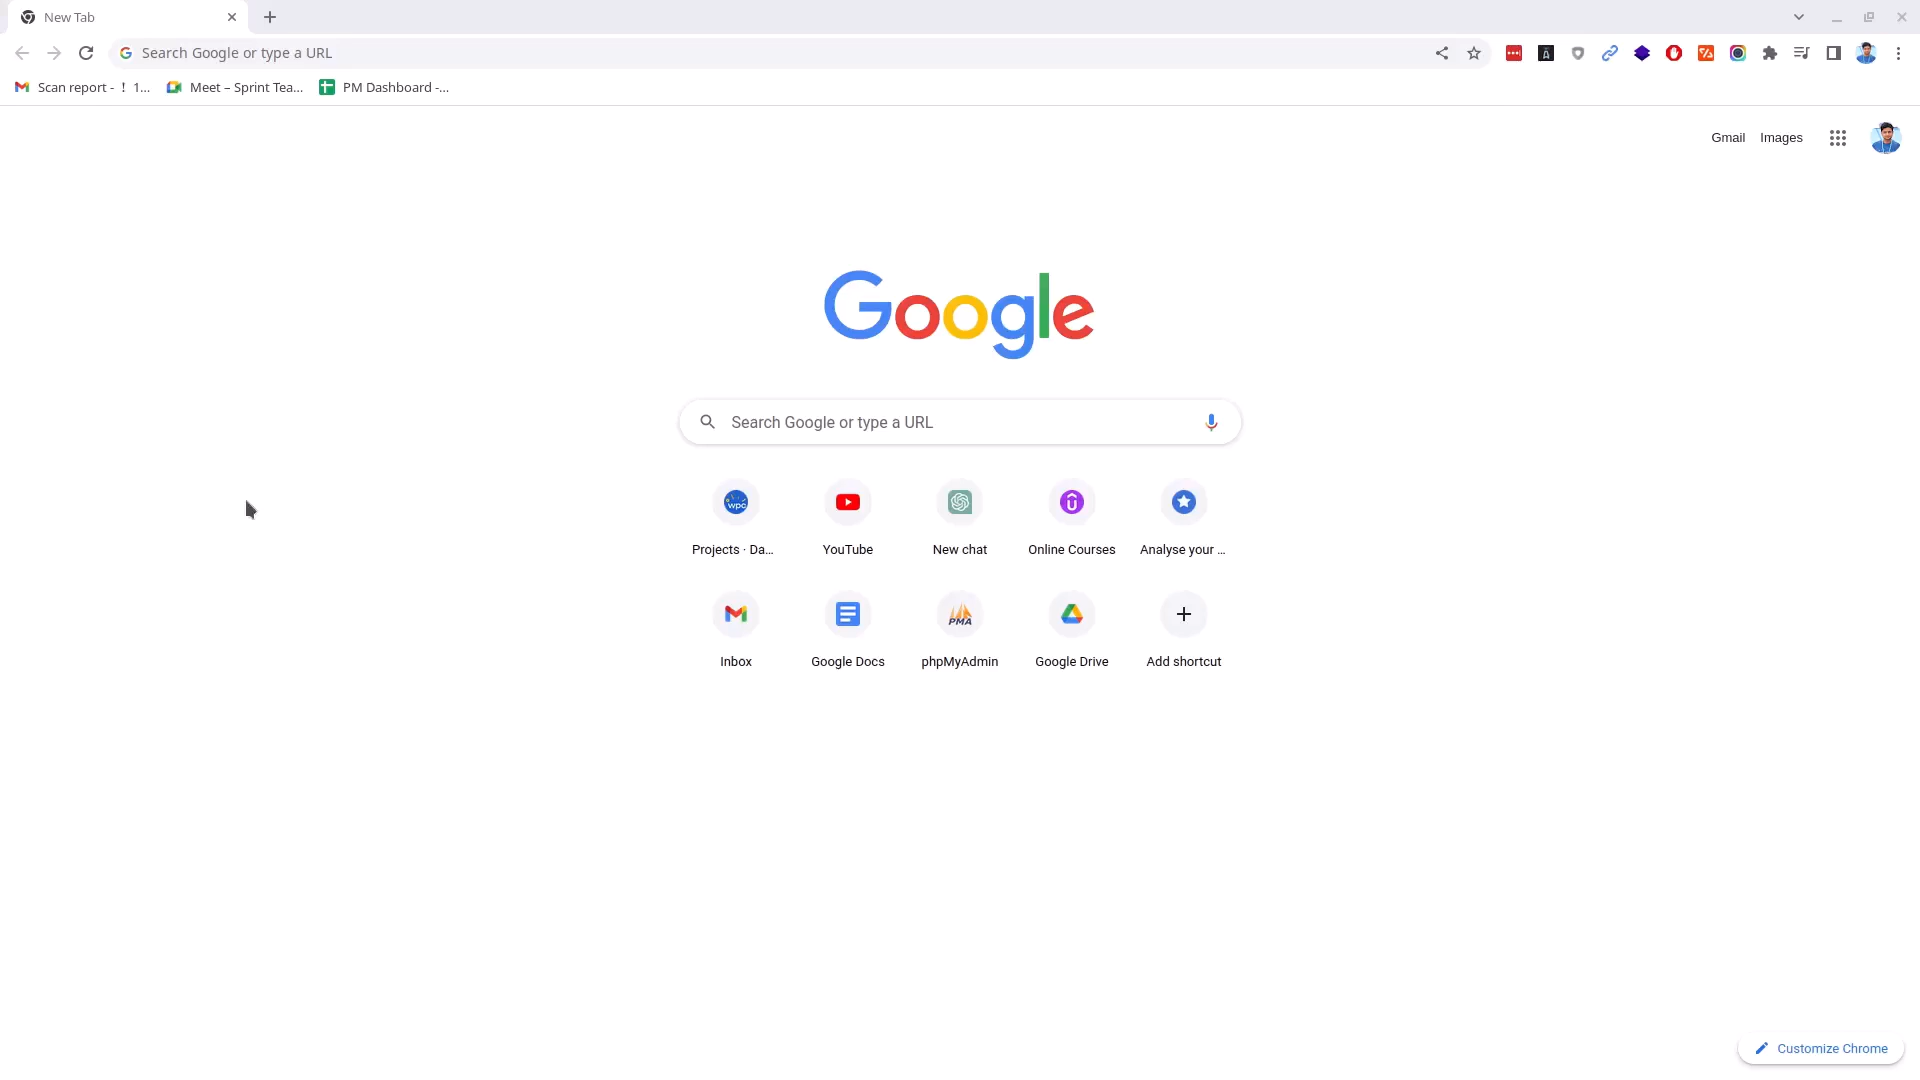 New Tab
Search Google or type a URL
Scan report - ! 1... Meet – Sprint Tea... PM Dashboard -...
Gmail Images
Google
Search Google or type a URL
wpc
Projects · Da... YouTube New chat Online Courses Analyse your ...
PMA
Inbox Google Docs phpMyAdmin Google Drive Add shortcut
Customize Chrome